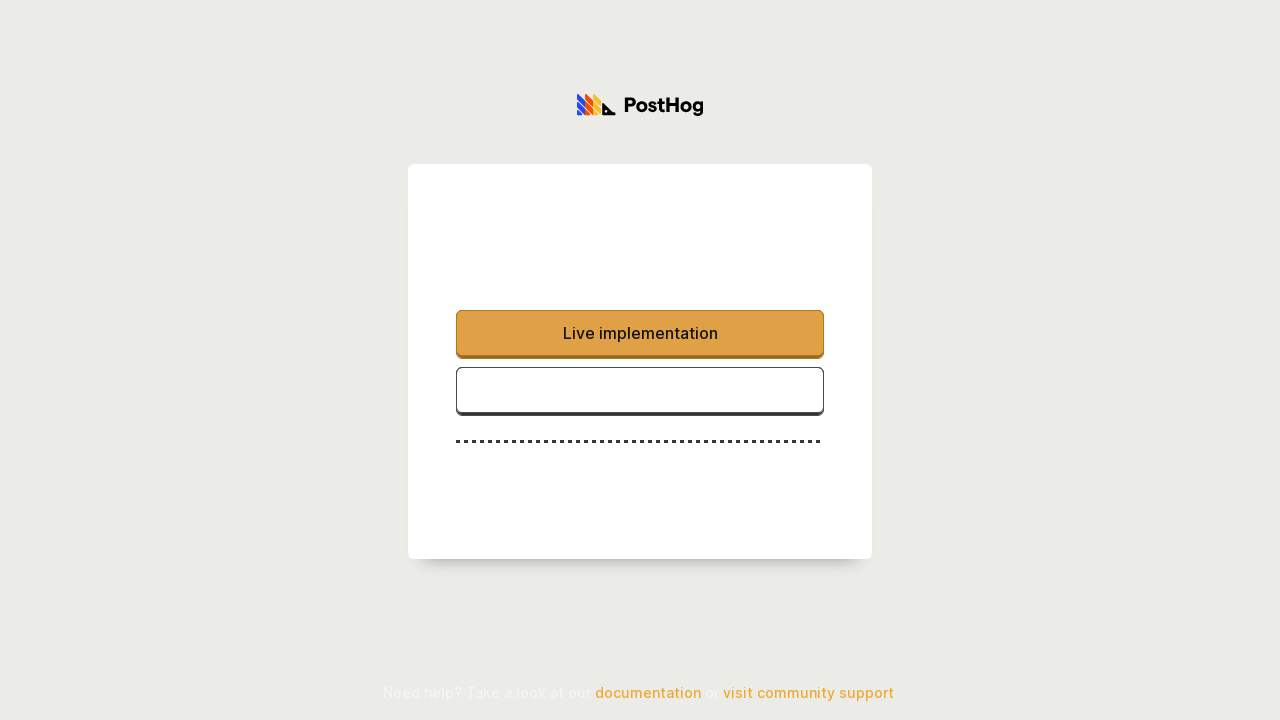 PostHog
Live implementation
Need help? Take a look at our documentation or visit community support